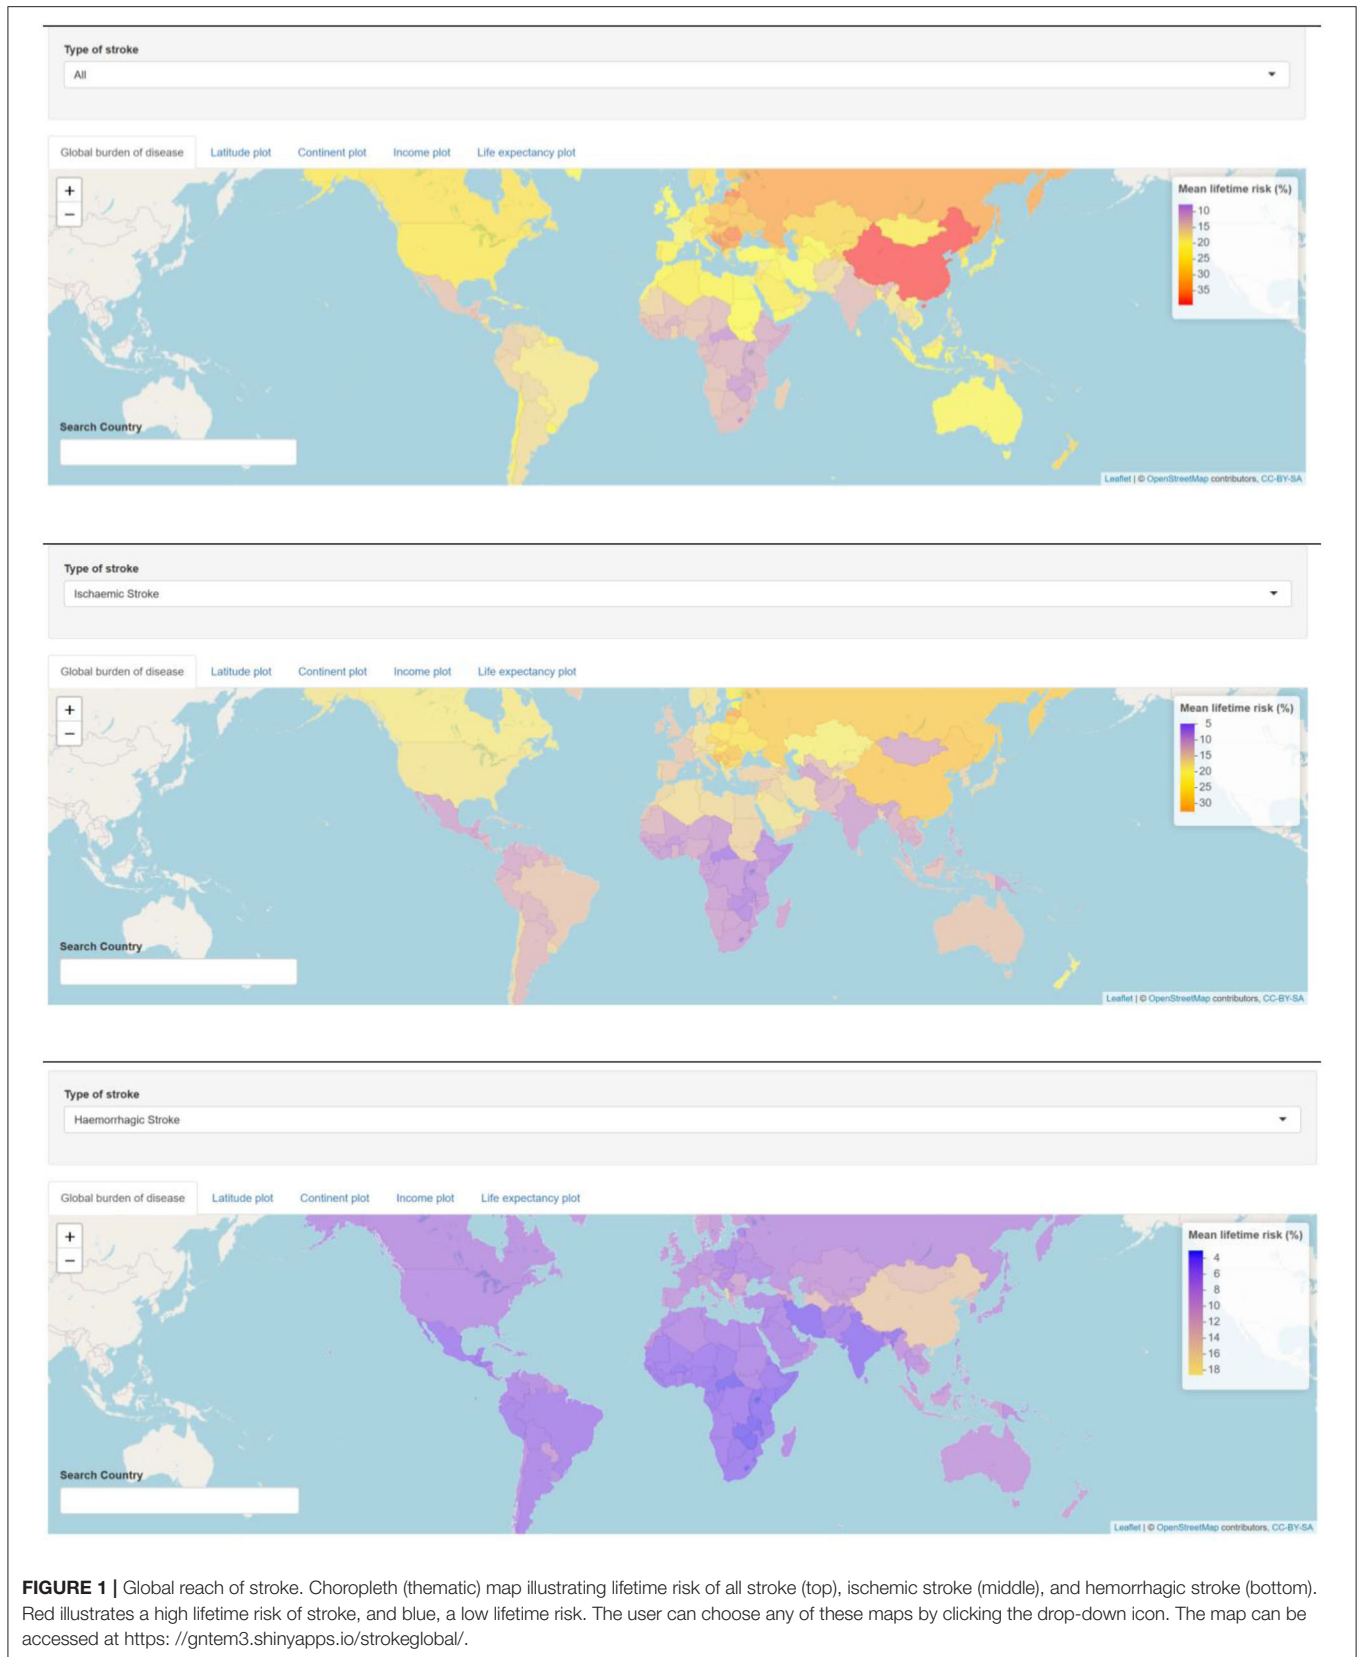 Type of stroke
All
Global burden of disease Latitude plot Continent plot Income plot Life expectancy plot
+
−
Mean lifetime risk (%)
10
15
20
25
30
35
Search Country
Leaflet | © OpenStreetMap contributors, CC-BY-SA
Type of stroke
Ischaemic Stroke
Global burden of disease Latitude plot Continent plot Income plot Life expectancy plot
+
−
Mean lifetime risk (%)
5
10
15
20
25
30
Search Country
Leaflet | © OpenStreetMap contributors, CC-BY-SA
Type of stroke
Haemorrhagic Stroke
Global burden of disease Latitude plot Continent plot Income plot Life expectancy plot
+
−
Mean lifetime risk (%)
4
6
8
10
12
14
16
18
Search Country
Leaflet | © OpenStreetMap contributors, CC-BY-SA
FIGURE 1 | Global reach of stroke. Choropleth (thematic) map illustrating lifetime risk of all stroke (top), ischemic stroke (middle), and hemorrhagic stroke (bottom).
Red illustrates a high lifetime risk of stroke, and blue, a low lifetime risk. The user can choose any of these maps by clicking the drop-down icon. The map can be
accessed at https: //gntem3.shinyapps.io/strokeglobal/.